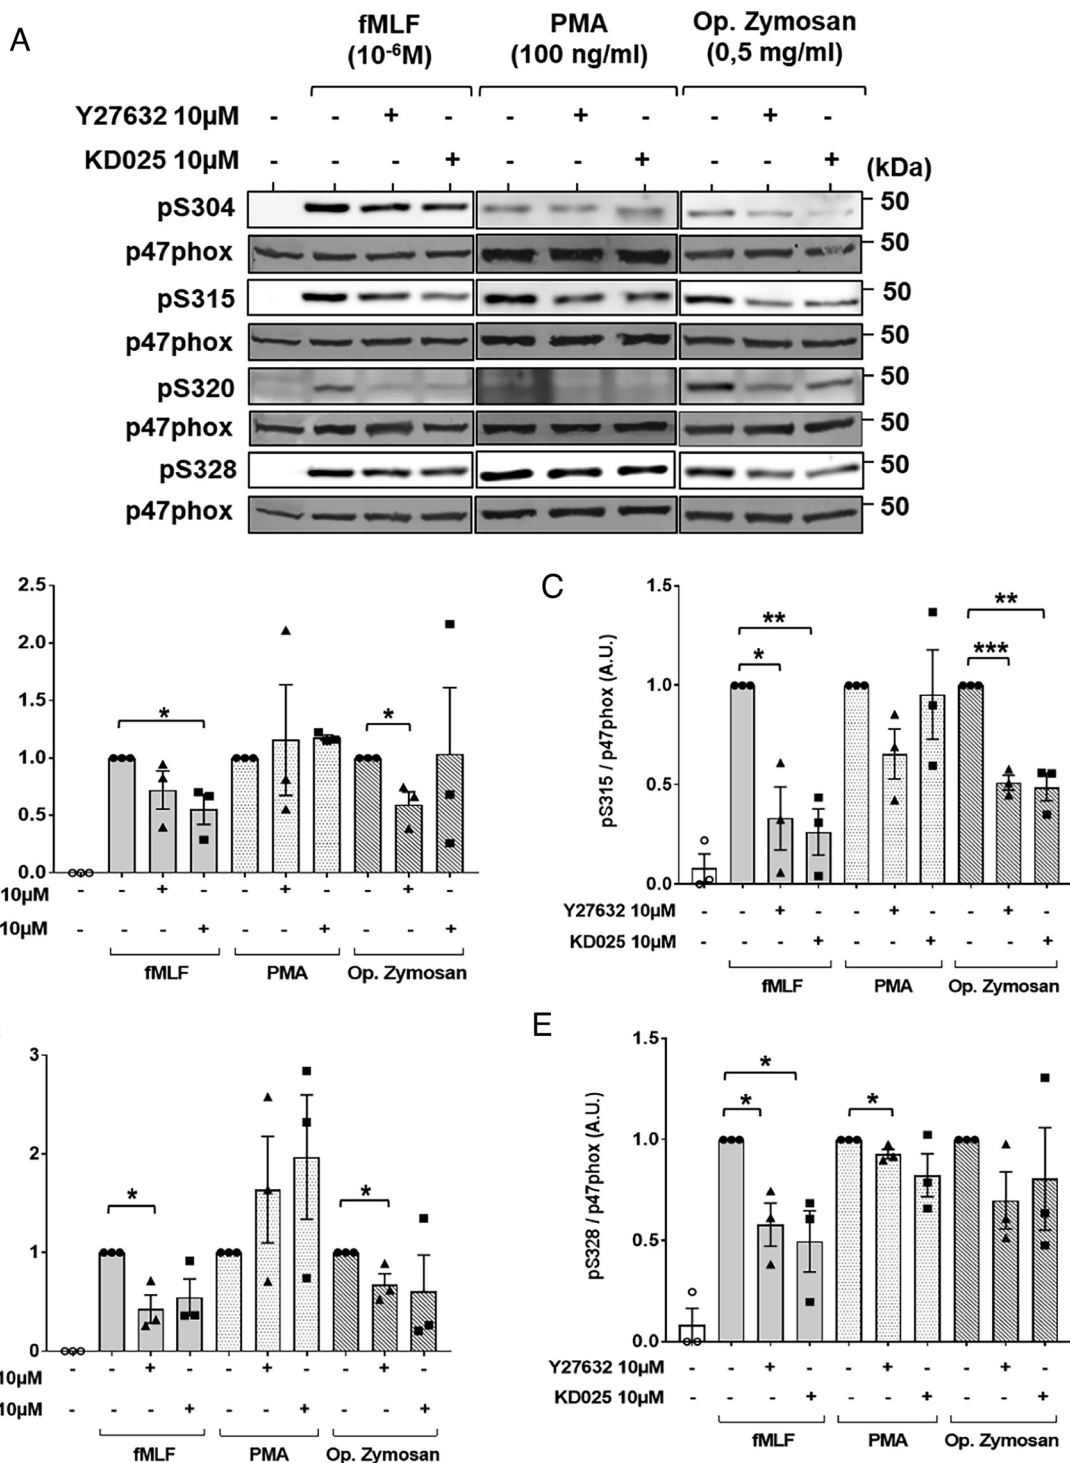 A
fMLF
(10⁻⁶M)
PMA
(100 ng/ml)
Op. Zymosan
(0,5 mg/ml)
Y27632 10µM - - + - - + - - + -
KD025 10µM - - - + - - + - - +
(kDa)
pS304 50
p47phox 50
pS315 50
p47phox 50
pS320 50
p47phox 50
pS328 50
p47phox 50
2.5
2.0
1.5
1.0
0.5
0.0
*
*
10µM - - + - - + - - + -
10µM - - - + - - + - - +
fMLF PMA Op. Zymosan
C
pS315 / p47phox (A.U.)
1.5
1.0
0.5
0.0
**
*
**
***
Y27632 10µM - - + - - + - - + -
KD025 10µM - - - + - - + - - +
fMLF PMA Op. Zymosan
3
2
1
0
*
*
10µM - - + - - + - - + -
10µM - - - + - - + - - +
fMLF PMA Op. Zymosan
E
pS328 / p47phox (A.U.)
1.5
1.0
0.5
0.0
*
*
*
Y27632 10µM - - + - - + - - + -
KD025 10µM - - - + - - + - - +
fMLF PMA Op. Zymosan